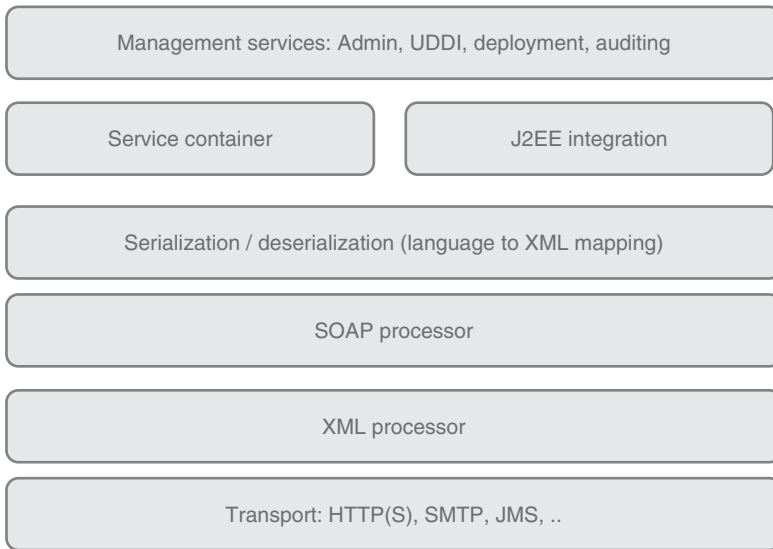 Management services: Admin, UDDI, deployment, auditing
Service container
J2EE integration
Serialization / deserialization (language to XML mapping)
SOAP processor
XML processor
Transport: HTTP(S), SMTP, JMS, ..